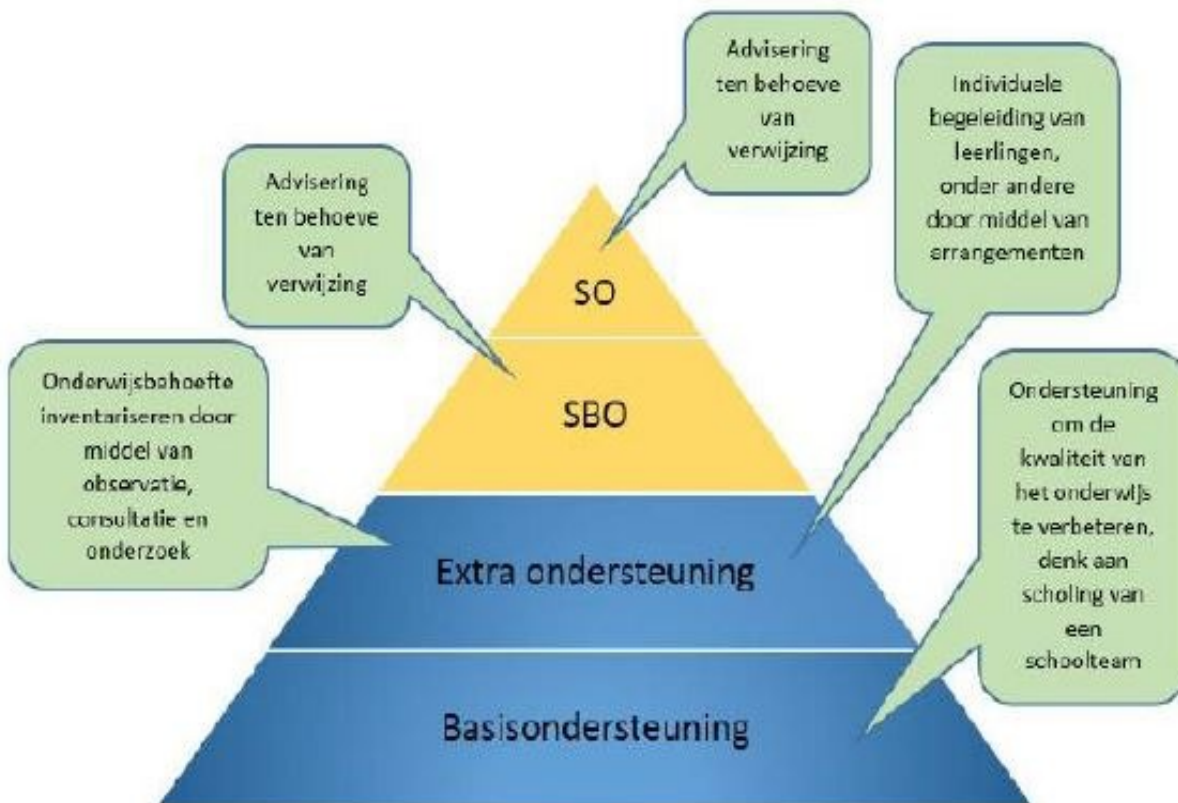 Advisering
ten behoeve
van
verwijzing
Individuele
begeleiding van
leerlingen,
onder andere
door middel van
arrangementen
Advisering
ten behoeve
van
verwijzing
SO
Onderwijsbehoefte
inventariseren door
middel van
observatie,
consultatie en
onderzoek
SBO
Ondersteuning
om de
kwaliteit van
het onderwijs
te verbeteren,
denk aan
scholing van
een
schoolteam
Extra ondersteuning
Basisondersteuning